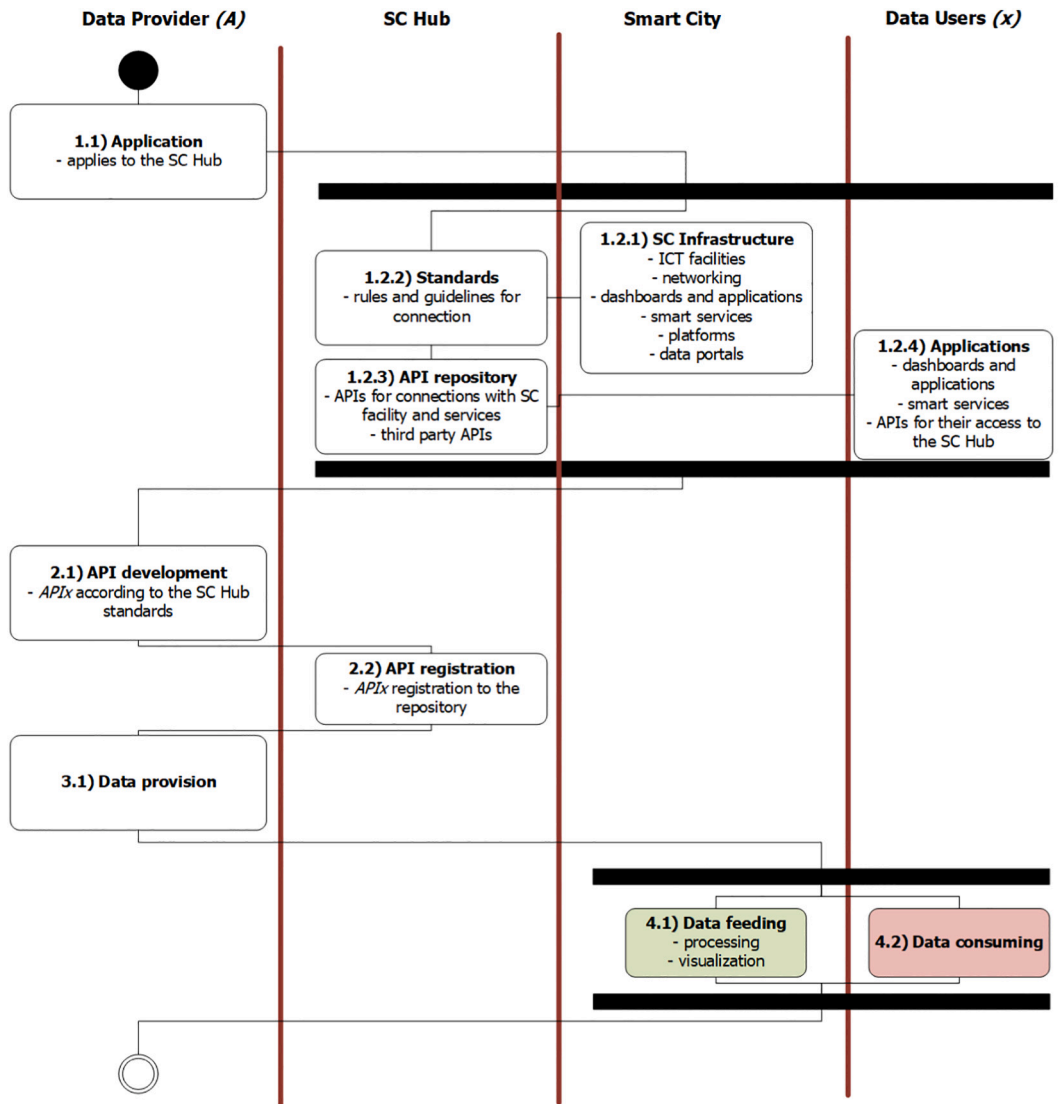 Data Provider (A)
SC Hub
Smart City
Data Users (x)
1.1) Application
- applies to the SC Hub
1.2.1) SC Infrastructure
- ICT facilities
- networking
- dashboards and applications
- smart services
- platforms
- data portals
1.2.2) Standards
- rules and guidelines for
connection
1.2.3) API repository
- APIs for connections with SC
facility and services
- third party APIs
1.2.4) Applications
- dashboards and
applications
- smart services
- APIs for their access to
the SC Hub
2.1) API development
- APIx according to the SC Hub
standards
2.2) API registration
- APIx registration to the
repository
3.1) Data provision
4.1) Data feeding
- processing
- visualization
4.2) Data consuming